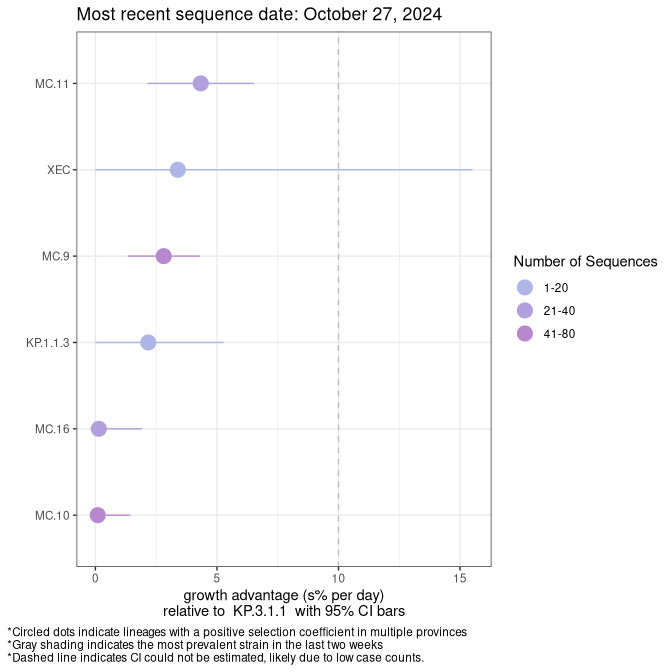 Most recent sequence date: October 27, 2024
MC.11
XEC
MC.9
KP.1.1.3
MC.16
MC.10
0 5 10 15
growth advantage (s% per day)
relative to KP.3.1.1 with 95% CI bars
Number of Sequences
1-20
21-40
41-80
*Circled dots indicate lineages with a positive selection coefficient in multiple provinces
*Gray shading indicates the most prevalent strain in the last two weeks
*Dashed line indicates CI could not be estimated, likely due to low case counts.